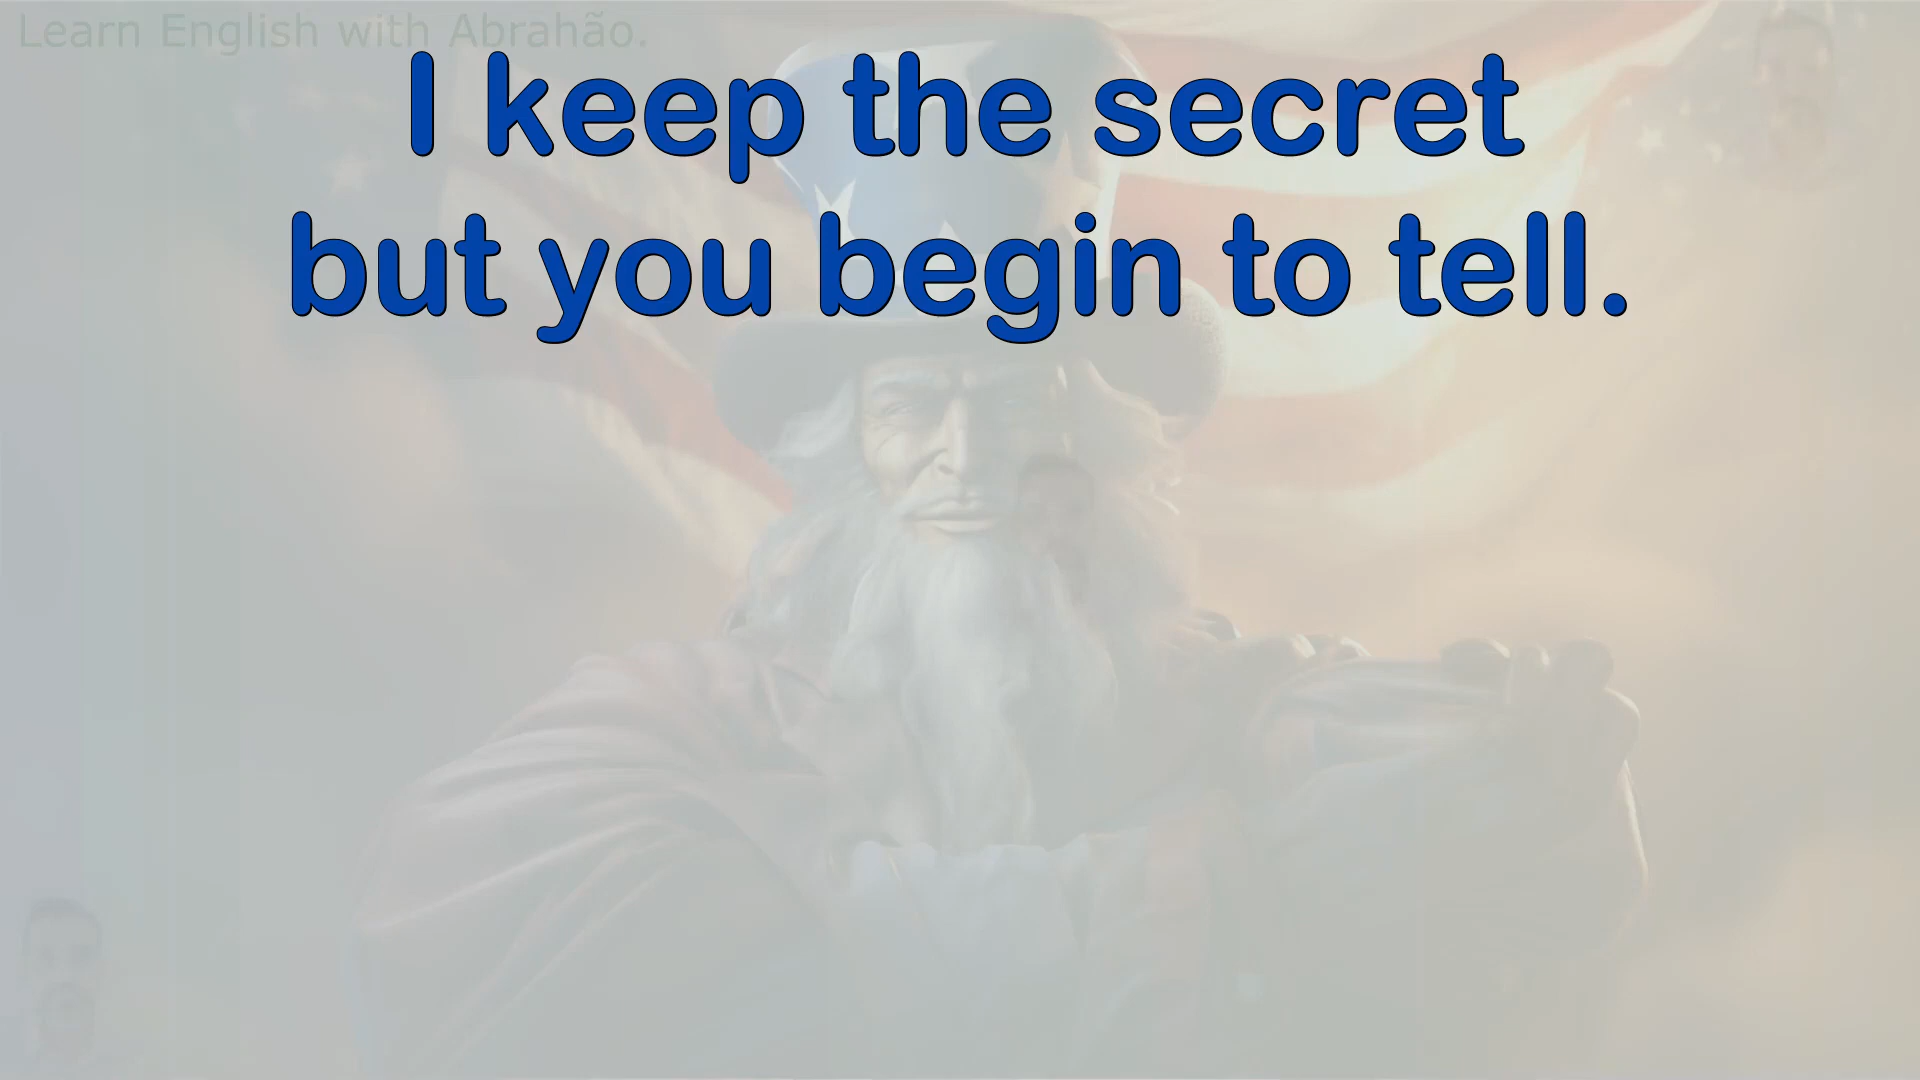 Learn English with Abrahão.
I keep the secret
but you begin to tell.